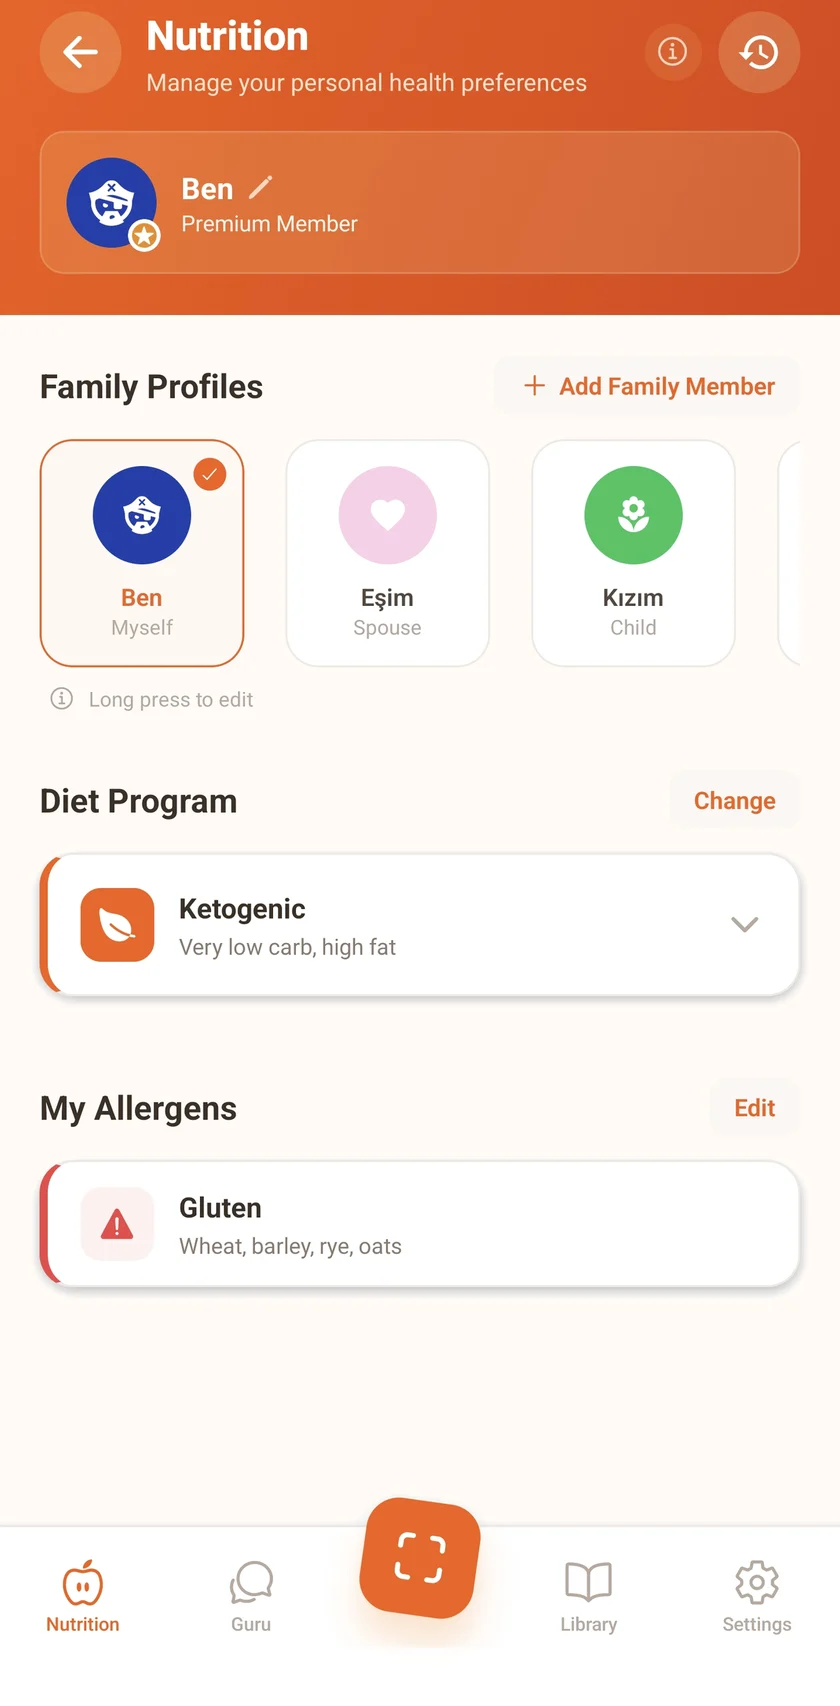 Nutrition
Manage your personal health preferences
Ben
Premium Member
Family Profiles
Add Family Member
Ben
Myself
Eşim
Spouse
Kızım
Child
Long press to edit
Diet Program
Change
Ketogenic
Very low carb, high fat
My Allergens
Edit
Gluten
Wheat, barley, rye, oats
Nutrition
Guru
Library
Settings